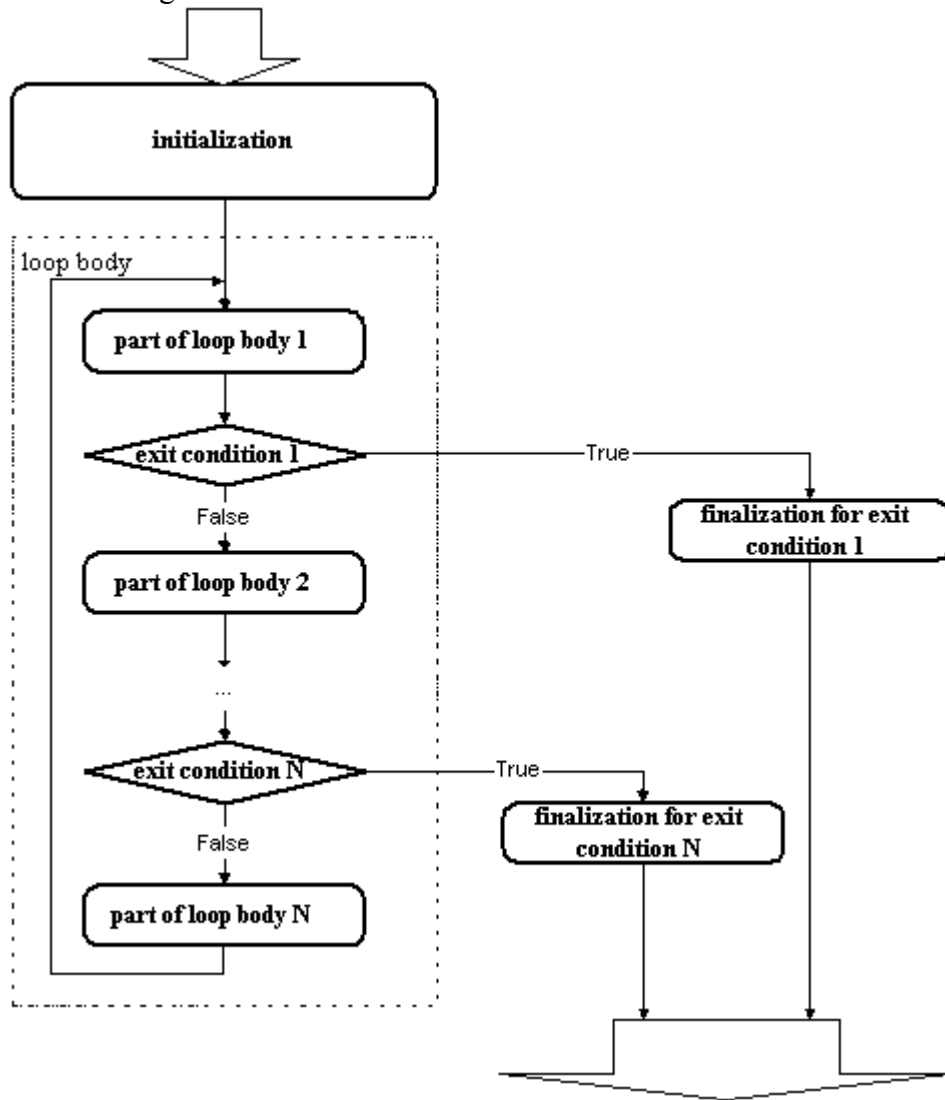 initialization
loop body
part of loop body 1
exit condition 1
True
finalization for exit
condition 1
False
part of loop body 2
...
exit condition N
True
finalization for exit
condition N
False
part of loop body N